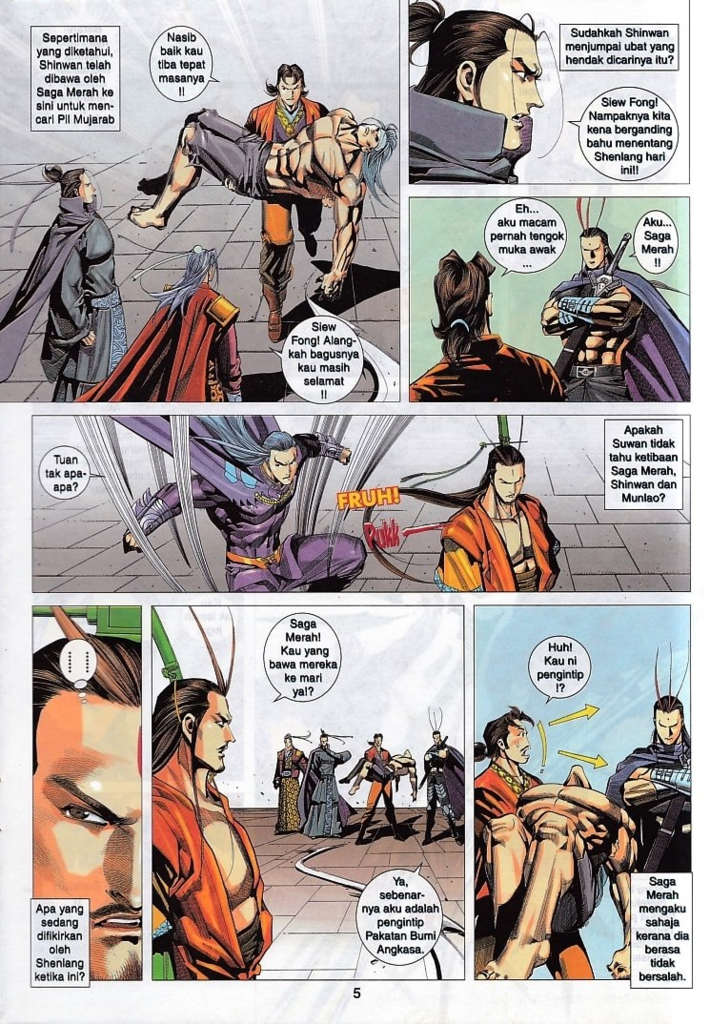 Sepertimana
yang diketahui,
Shinwan telah
dibawa oleh
Saga Merah ke
sini untuk men-
cari Pil Mujarab
Nasib
baik kau
tiba tepat
masanya
!!
Siew
Fong! Alang-
kah bagusnya
kau masih
selamat
!!
Sudahkah Shinwan
menjumpai ubat yang
hendak dicarinya itu?
Siew Fong!
Nampaknya kita
kena berganding
bahu menentang
Shenlang hari
ini!!
Eh...
aku macam
pernah tengok
muka awak
...
Aku...
Saga
Merah
!!
Tuan
tak apa-
apa?
FRUH!
Pukk
Apakah
Suwan tidak
tahu ketibaan
Saga Merah,
Shinwan dan
Munlao?
Apa yang
sedang
difikirkan
oleh
Shenlang
ketika ini?
Saga
Merah!
Kau yang
bawa mereka
ke mari
ya!?
Ya,
sebenar-
nya aku adalah
pengintip
Pakatan Bumi
Angkasa.
Huh!
Kau ni
pengintip
!?
Saga
Merah
mengaku
sahaja
kerana dia
berasa
tidak
bersalah.
5